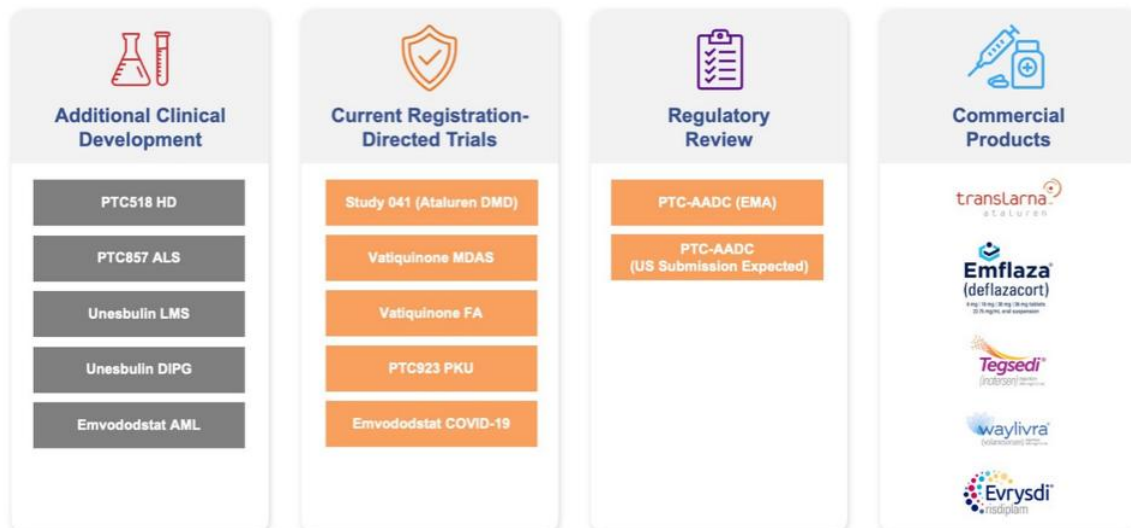 Additional Clinical
Development
PTC518 HD
PTC857 ALS
Unesbulin LMS
Unesbulin DIPG
Emvododstat AML
Current Registration-
Directed Trials
Study 041 (Ataluren DMD)
Vatiquinone MDAS
Vatiquinone FA
PTC923 PKU
Emvododstat COVID-19
Regulatory
Review
PTC-AADC (EMA)
PTC-AADC
(US Submission Expected)
Commercial
Products
translarna™
ataluren
Emflaza®
(deflazacort)
Tegsedi®
(inotersen)
waylivra®
(volanesorsen)
Evrysdi®
risdiplam